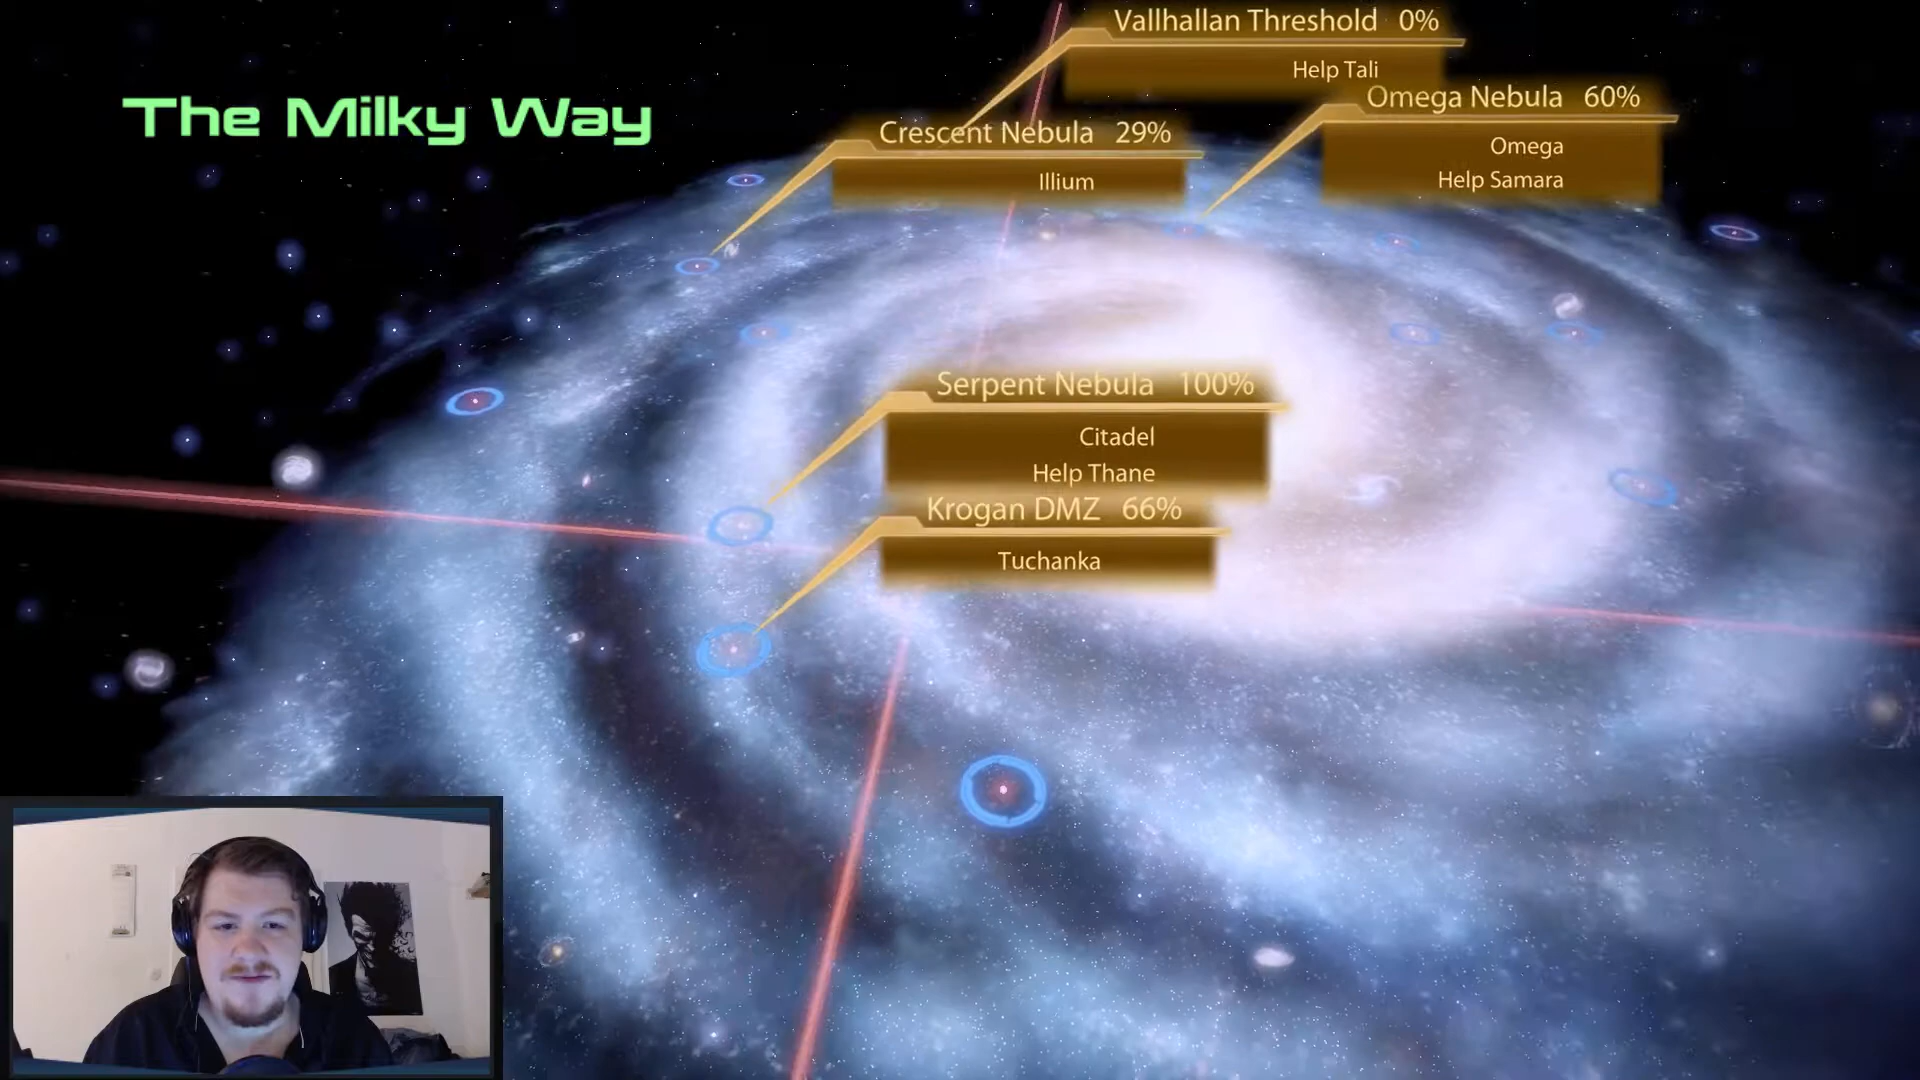 The Milky Way
Vallhallan Threshold 0%
Help Tali
Omega Nebula 60%
Omega
Help Samara
Crescent Nebula 29%
Illium
Serpent Nebula 100%
Citadel
Help Thane
Krogan DMZ 66%
Tuchanka